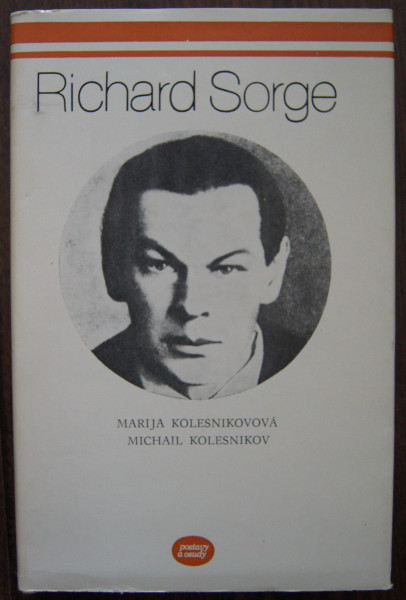 Richard Sorge
MARIJA KOLESNIKOVOVÁ
MICHAIL KOLESNIKOV
postavy
a osudy